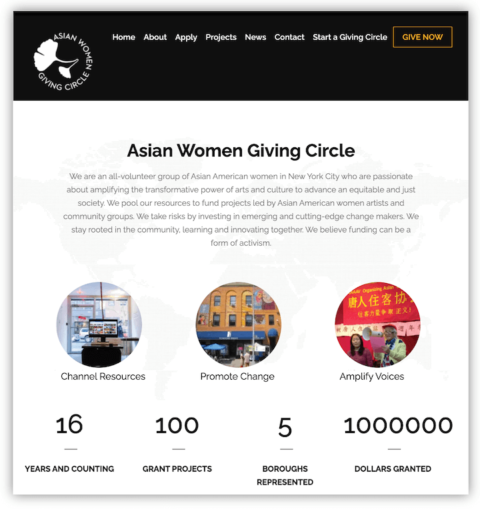 ASIAN WOMEN
GIVING CIRCLE
Home About Apply Projects News Contact Start a Giving Circle GIVE NOW
Asian Women Giving Circle
We are an all-volunteer group of Asian American women in New York City who are passionate
about amplifying the transformative power of arts and culture to advance an equitable and just
society. We pool our resources to fund projects led by Asian American women artists and
community groups. We take risks by investing in emerging and cutting-edge change makers. We
stay rooted in the community, learning and innovating together. We believe funding can be a
form of activism.
唐人住客協
Channel Resources Promote Change Amplify Voices
16 100 5 1000000
YEARS AND COUNTING GRANT PROJECTS BOROUGHS DOLLARS GRANTED
REPRESENTED